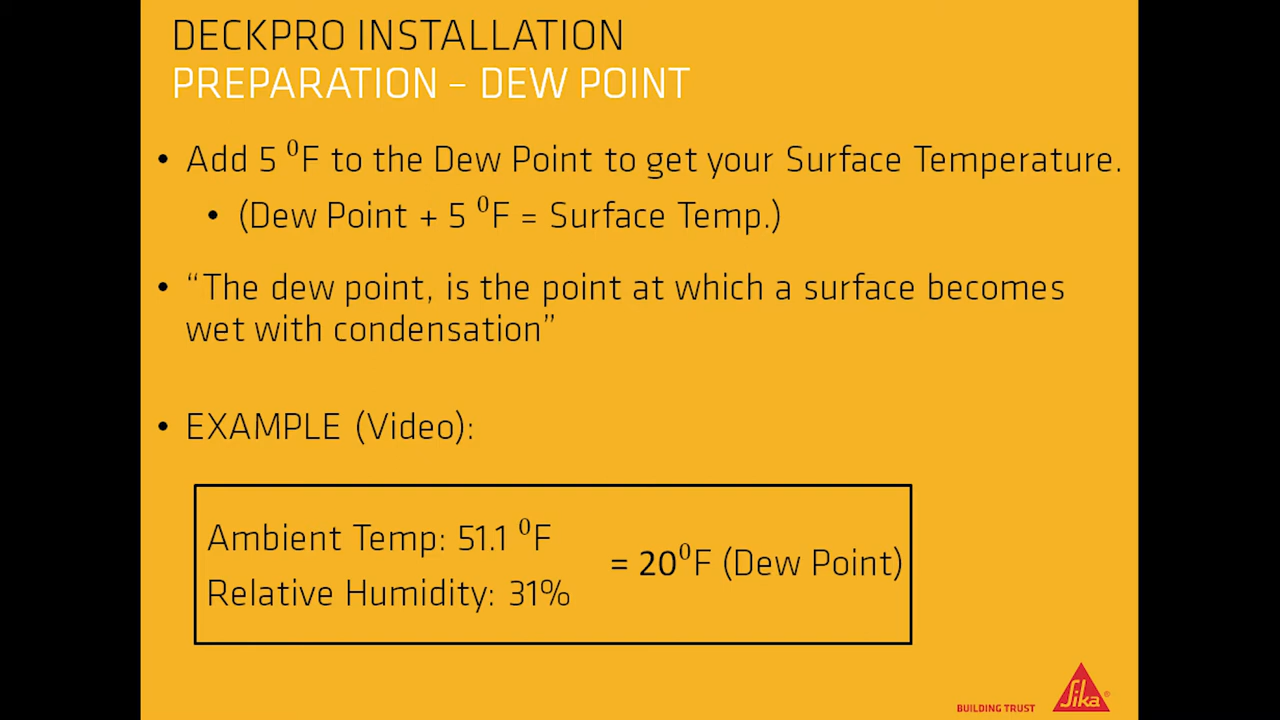 DECKPRO INSTALLATION
PREPARATION – DEW POINT
• Add 5 ⁰F to the Dew Point to get your Surface Temperature.
• (Dew Point + 5 ⁰F = Surface Temp.)
• “The dew point, is the point at which a surface becomes
wet with condensation”
• EXAMPLE (Video):
Ambient Temp: 51.1 ⁰F
Relative Humidity: 31%
= 20⁰F (Dew Point)
BUILDING TRUST
Sika®